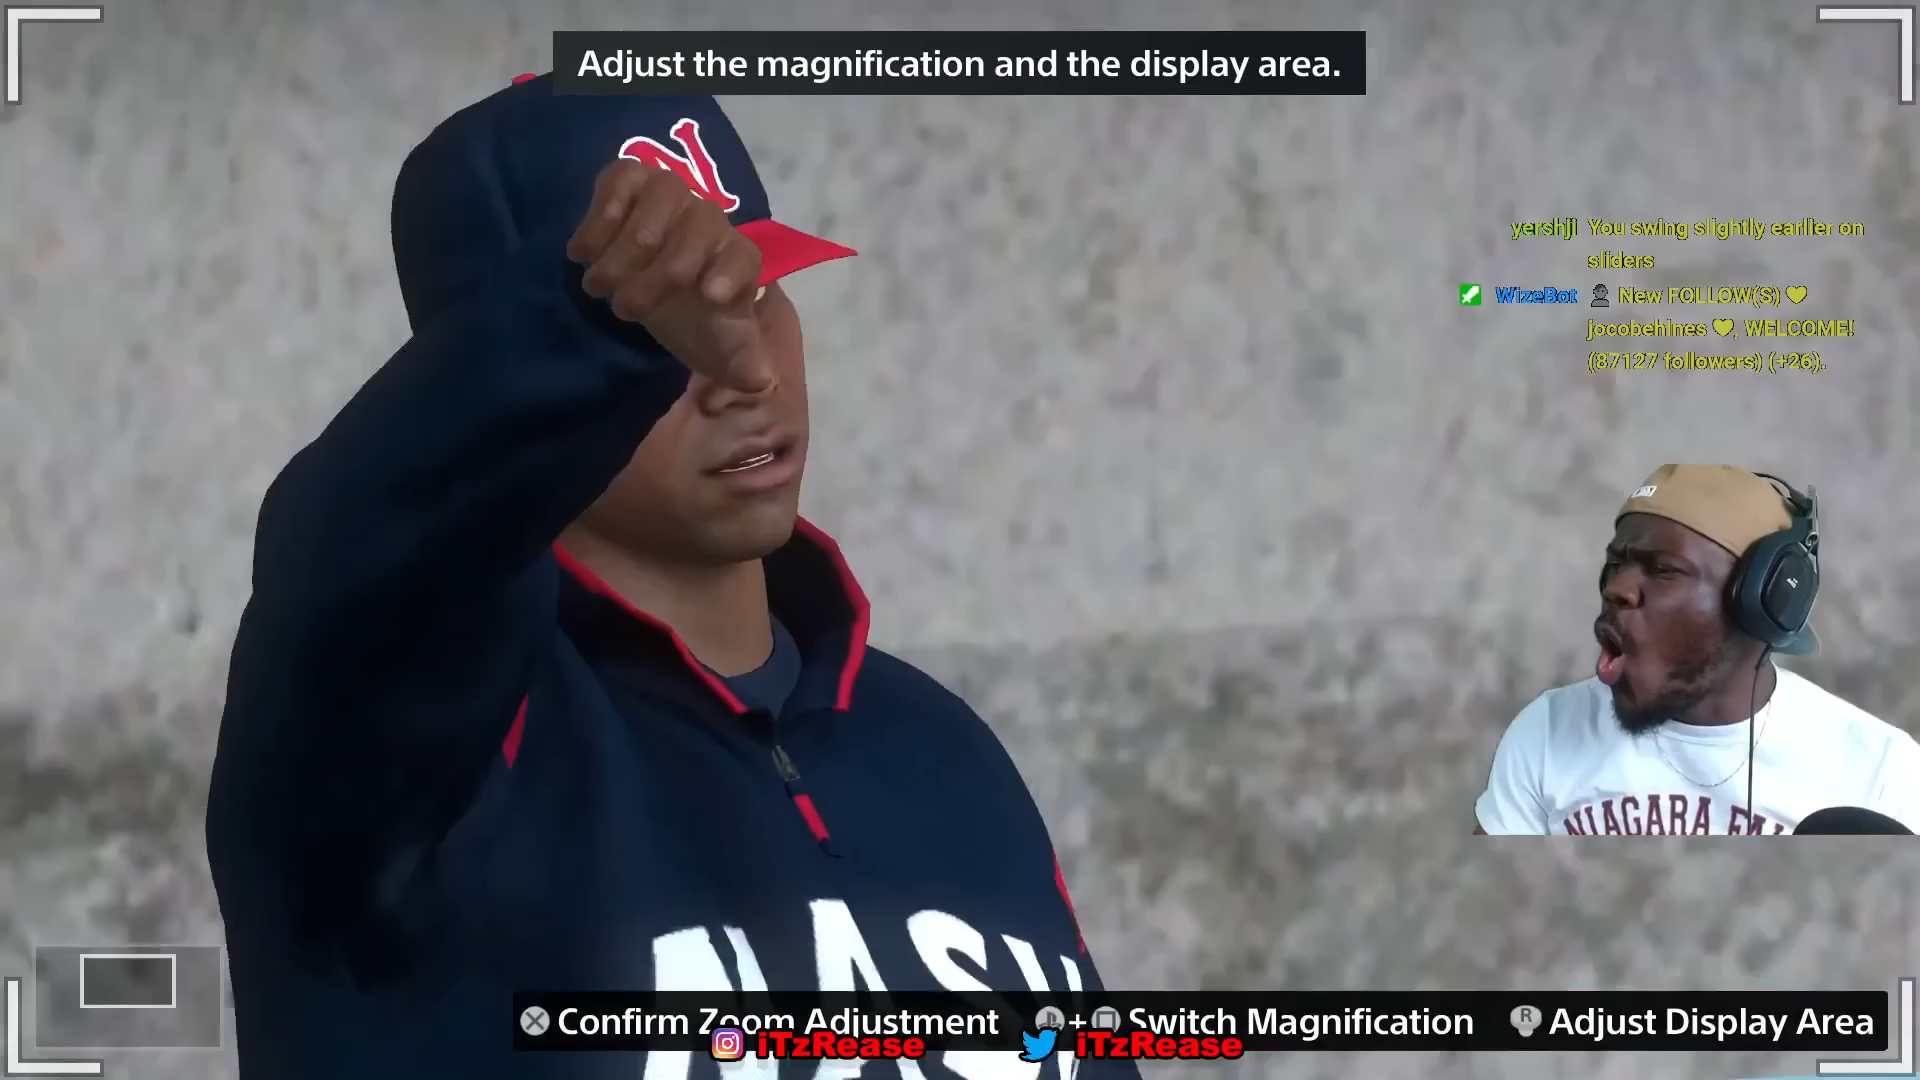 Adjust the magnification and the display area.
N
yershji You swing slightly earlier on
sliders
WizeBot New FOLLOW(S)
jocobehines , WELCOME!
(87127 followers) (+26).
NIAGARA
NASH
Confirm Zoom Adjustment + Switch Magnification R Adjust Display Area
iTzRease iTzRease